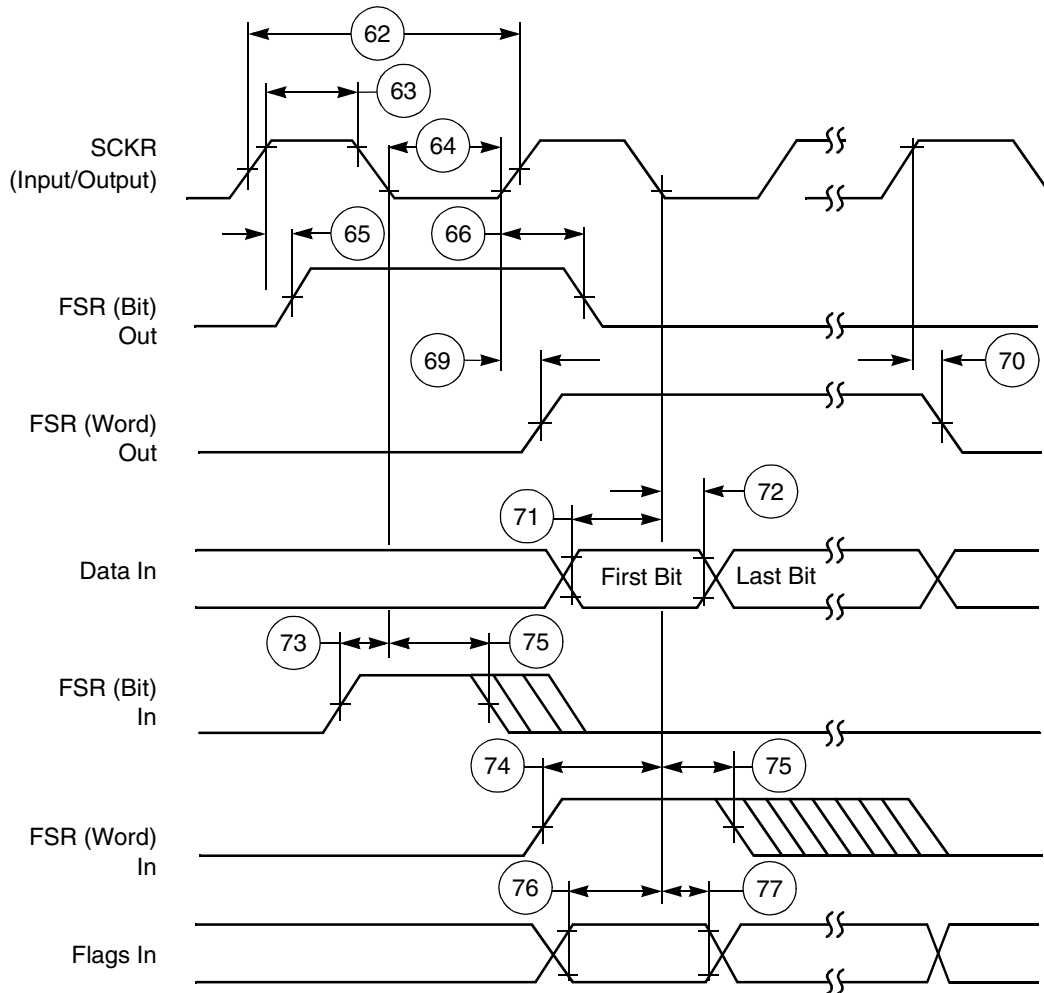 62
63
SCKR
(Input/Output)
64
65
66
FSR (Bit)
Out
69
70
FSR (Word)
Out
71
72
Data In
First Bit
Last Bit
73
75
FSR (Bit)
In
74
75
FSR (Word)
In
76
77
Flags In